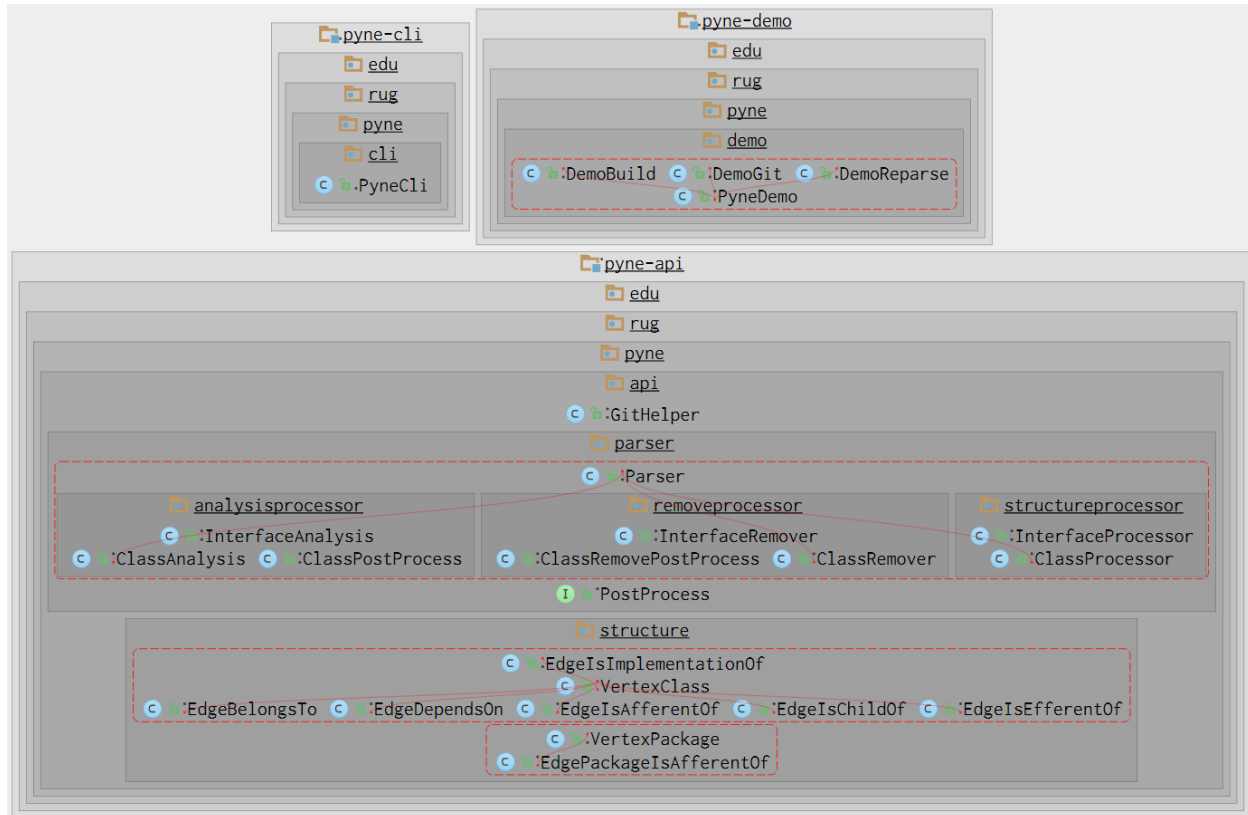 pyne-cli
edu
rug
pyne
cli
PyneCli
pyne-demo
edu
rug
pyne
demo
DemoBuild DemoGit DemoReparse
PyneDemo
pyne-api
edu
rug
pyne
api
GitHelper
parser
Parser
analysisprocessor
InterfaceAnalysis
ClassAnalysis ClassPostProcess
removeprocessor
InterfaceRemover
ClassRemovePostProcess ClassRemover
structureprocessor
InterfaceProcessor
ClassProcessor
PostProcess
structure
EdgeIsImplementationOf
VertexClass
EdgeBelongsTo EdgeDependsOn EdgeIsAfferentOf EdgeIsChildOf EdgeIsEfferentOf
VertexPackage
EdgePackageIsAfferentOf